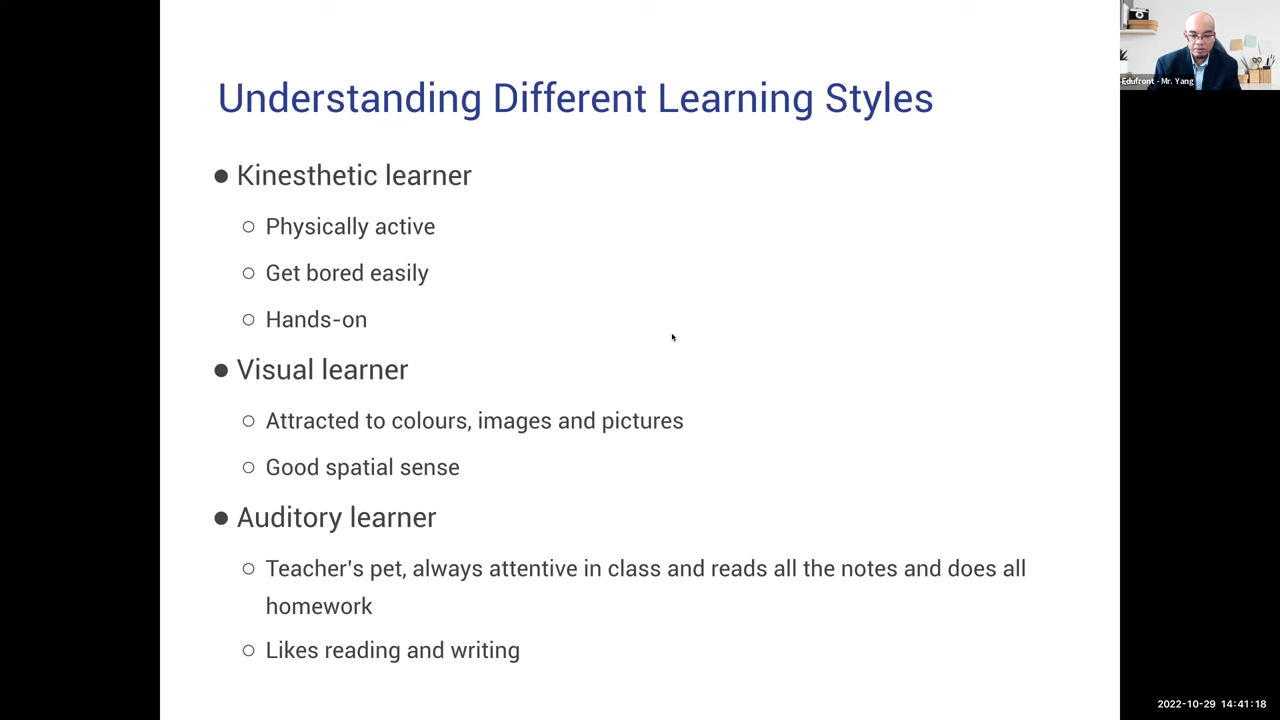 Understanding Different Learning Styles
● Kinesthetic learner
○ Physically active
○ Get bored easily
○ Hands-on
● Visual learner
○ Attracted to colours, images and pictures
○ Good spatial sense
● Auditory learner
○ Teacher's pet, always attentive in class and reads all the notes and does all
homework
○ Likes reading and writing
Edufront - Mr. Yang
2022-10-29 14:41:18